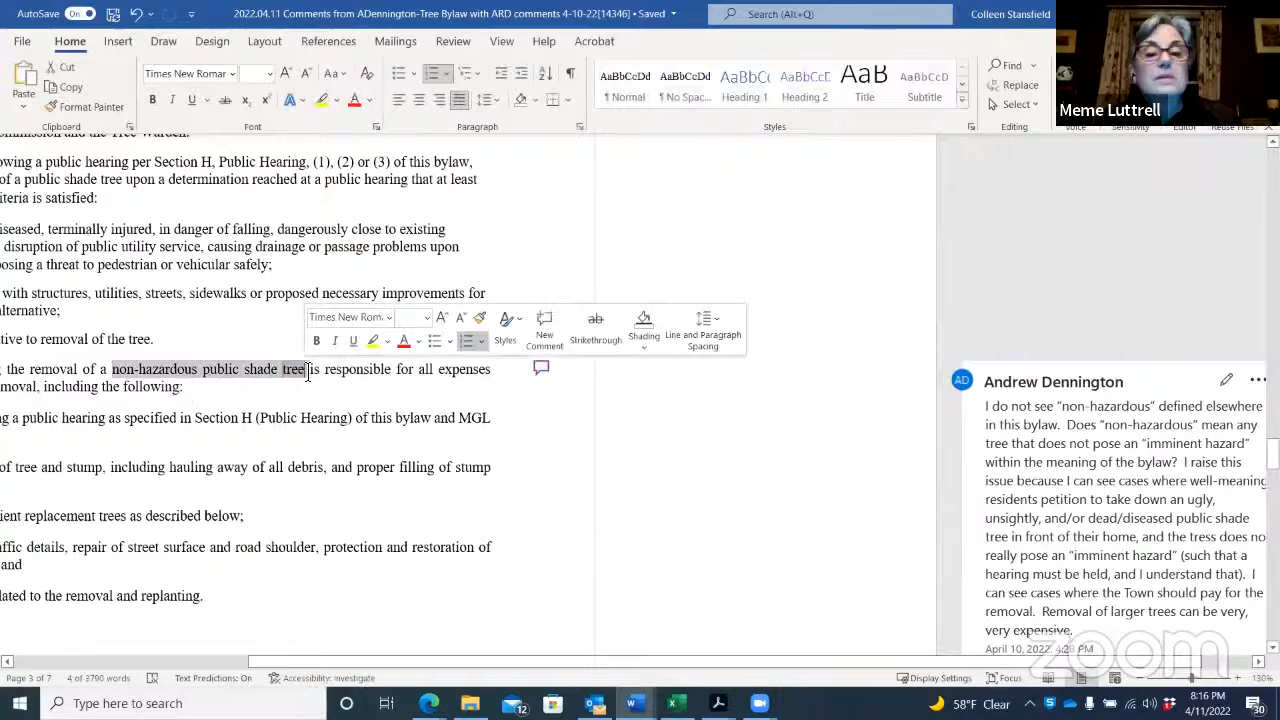 AutoSave On
2022.04.11 Comments from ADennington-Tree Bylaw with ARD comments 4-10-22[14346] • Saved
Search (Alt+Q)
Colleen Stansfield
File Home Insert Draw Design Layout References Mailings Review View Help Acrobat
Paste
Cut
Copy
Format Painter
Clipboard
Times New Roman
Font
Paragraph
AaBbCcDd AaBbCcDd AaBbCc AaBbCcD AaB AaBbCcD
¶ Normal ¶ No Spac... Heading 1 Heading 2 Title Subtitle
Styles
Find
Replace
Select
Editing
Voice Sensitivity Editor Reuse Files
Meme Luttrell
ommission and the Tree Warden.
owing a public hearing per Section H, Public Hearing, (1), (2) or (3) of this bylaw,
of a public shade tree upon a determination reached at a public hearing that at least
iteria is satisfied:
iseased, terminally injured, in danger of falling, dangerously close to existing
disruption of public utility service, causing drainage or passage problems upon
posing a threat to pedestrian or vehicular safely;
with structures, utilities, streets, sidewalks or proposed necessary improvements for
lternative;
tive to removal of the tree.
g the removal of a non-hazardous public shade tree is responsible for all expenses
moval, including the following:
ng a public hearing as specified in Section H (Public Hearing) of this bylaw and MGL
of tree and stump, including hauling away of all debris, and proper filling of stump
ient replacement trees as described below;
affic details, repair of street surface and road shoulder, protection and restoration of
and
lated to the removal and replanting.
Times New Rom
Styles
New Comment
Strikethrough
Shading
Line and Paragraph Spacing
AD
Andrew Dennington
I do not see “non-hazardous” defined elsewhere
in this bylaw. Does “non-hazardous” mean any
tree that does not pose an “imminent hazard”
within the meaning of the bylaw? I raise this
issue because I can see cases where well-meaning
residents petition to take down an ugly,
unsightly, and/or dead/diseased public shade
tree in front of their home, and the tress does no
really pose an “imminent hazard” (such that a
hearing must be held, and I understand that). I
can see cases where the Town should pay for the
removal. Removal of larger trees can be very,
very expensive.
April 10, 2022, 4:28 PM
zoom
Page 3 of 7
4 of 3790 words
Text Predictions: On
Accessibility: Investigate
Display Settings
Focus
130%
Type here to search
12
58°F Clear
8:16 PM
4/11/2022
30